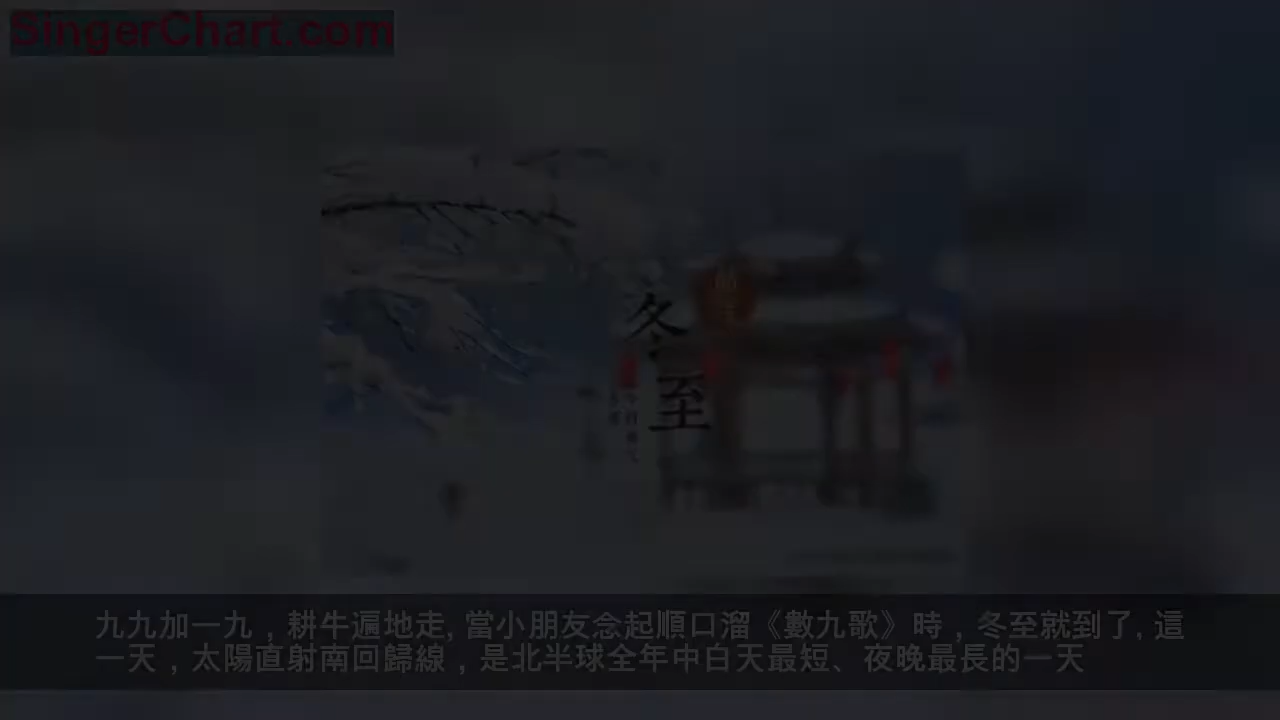 SingerChart.com
冬
至
九九加一九，耕牛遍地走, 當小朋友念起順口溜《數九歌》時，冬至就到了, 這
一天，太陽直射南回歸線，是北半球全年中白天最短、夜晚最長的一天